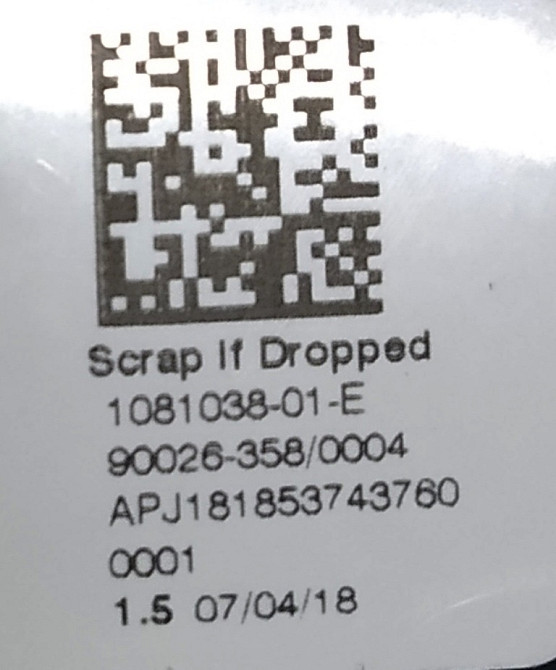 Scrap If Dropped
1081038-01-E
90026-358/0004
APJ181853743760
0001
1.5 07/04/18